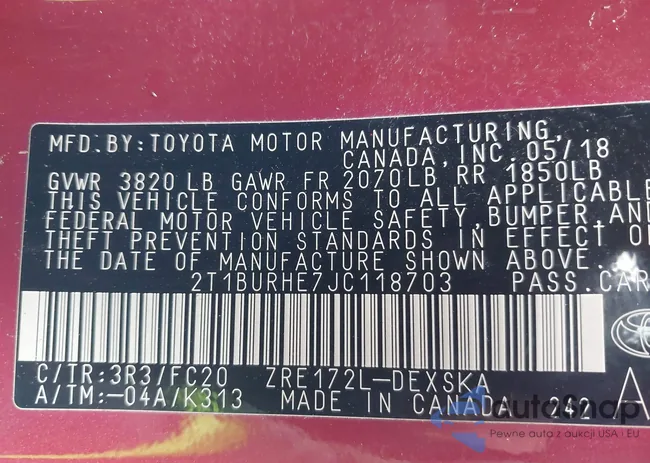 MFD. BY: TOYOTA MOTOR MANUFACTURING,
CANADA, INC. 05/18
GVWR 3820 LB GAWR FR 2070LB RR 1850LB
THIS VEHICLE CONFORMS TO ALL APPLICABLE
FEDERAL MOTOR VEHICLE SAFETY, BUMPER, AND
THEFT PREVENTION STANDARDS IN EFFECT O
THE DATE OF MANUFACTURE SHOWN ABOVE.
2T1BURHE7JC118703 PASS. CAR
C/TR:3R3/FC20 ZRE172L-DEXSKA
A/TM:-04A/K313 MADE IN CANADA 242 A
autoSnap
Pewne auta z aukcji USA i EU